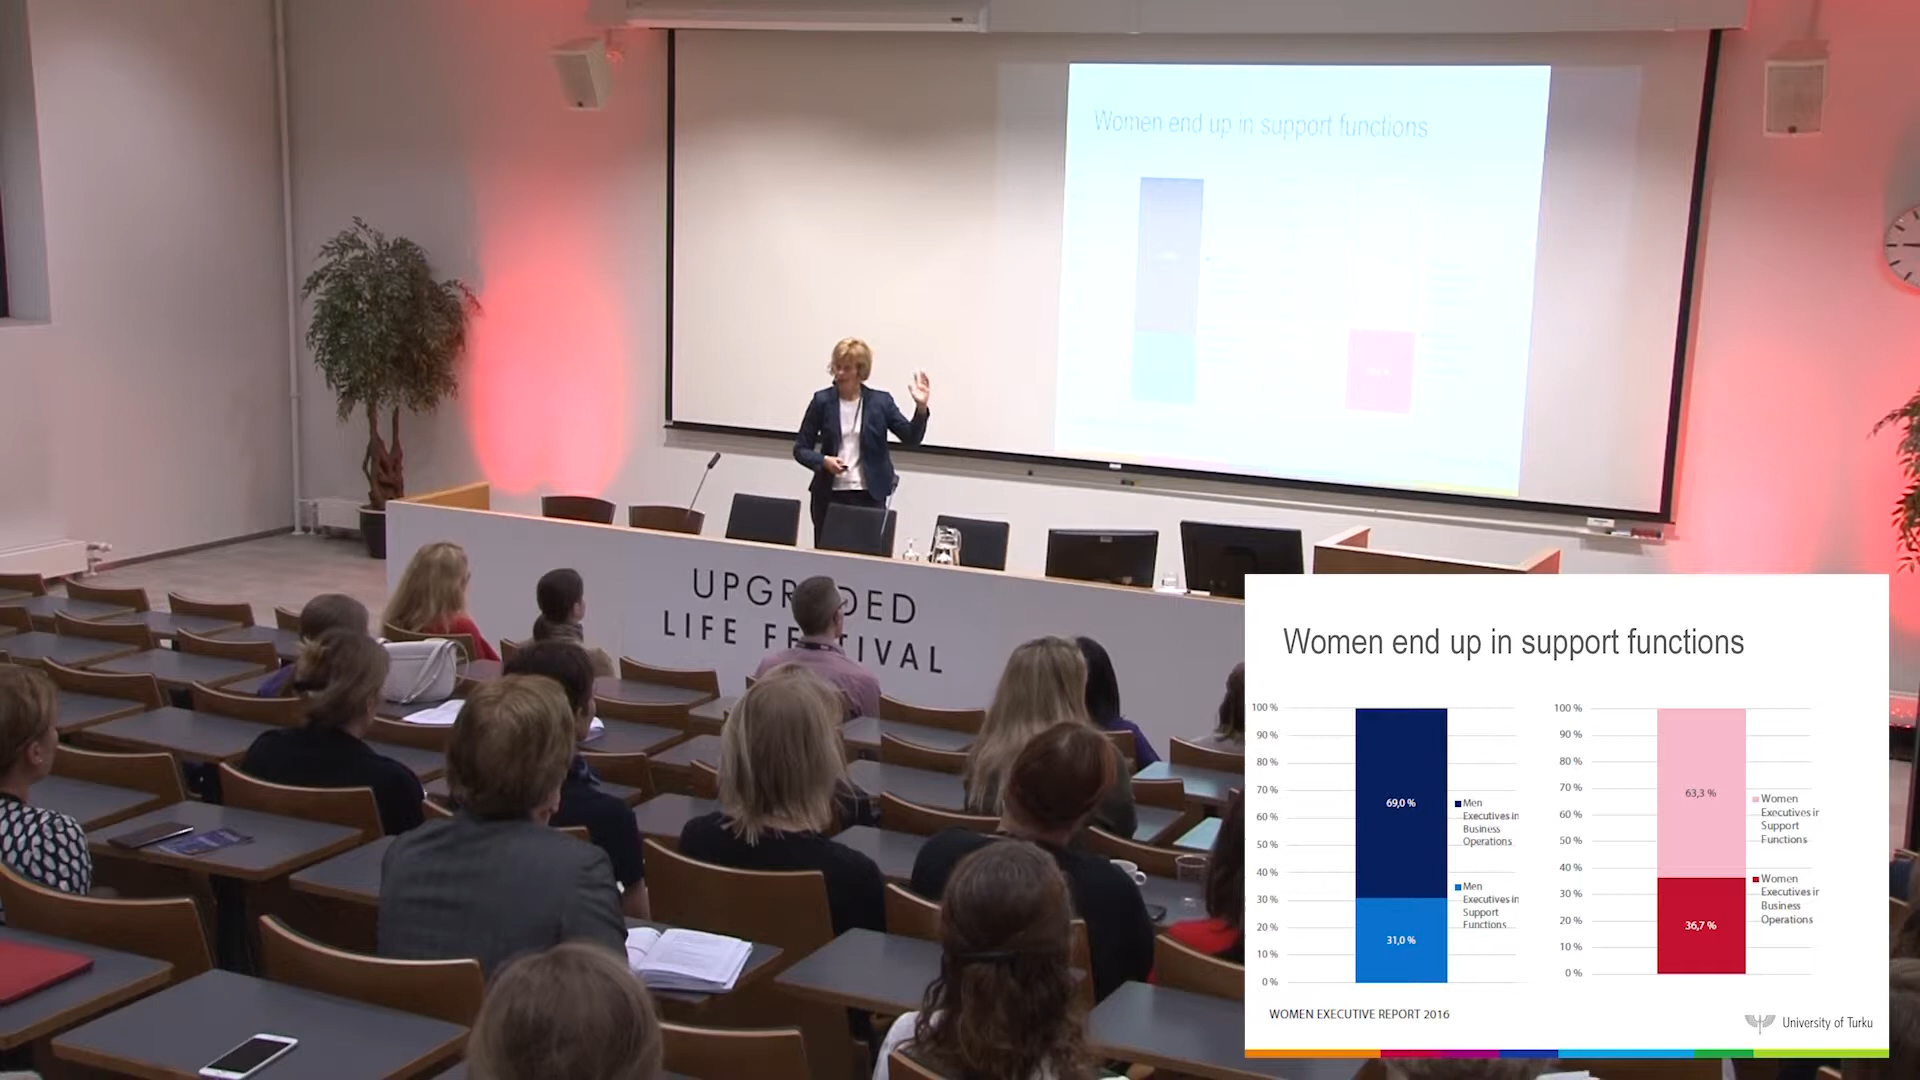 Women end up in support functions
UPGR DED
LIFE FE TIVAL
Women end up in support functions
100 %
90 %
80 %
70 %
60 %
50 %
40 %
30 %
20 %
10 %
0 %
69,0 %
31,0 %
Men
Executives in
Business
Operations
Men
Executives in
Support
Functions
100 %
90 %
80 %
70 %
60 %
50 %
40 %
30 %
20 %
10 %
0 %
63,3 %
36,7 %
Women
Executives ir
Support
Functions
Women
Executives ir
Business
Operations
WOMEN EXECUTIVE REPORT 2016
University of Turku